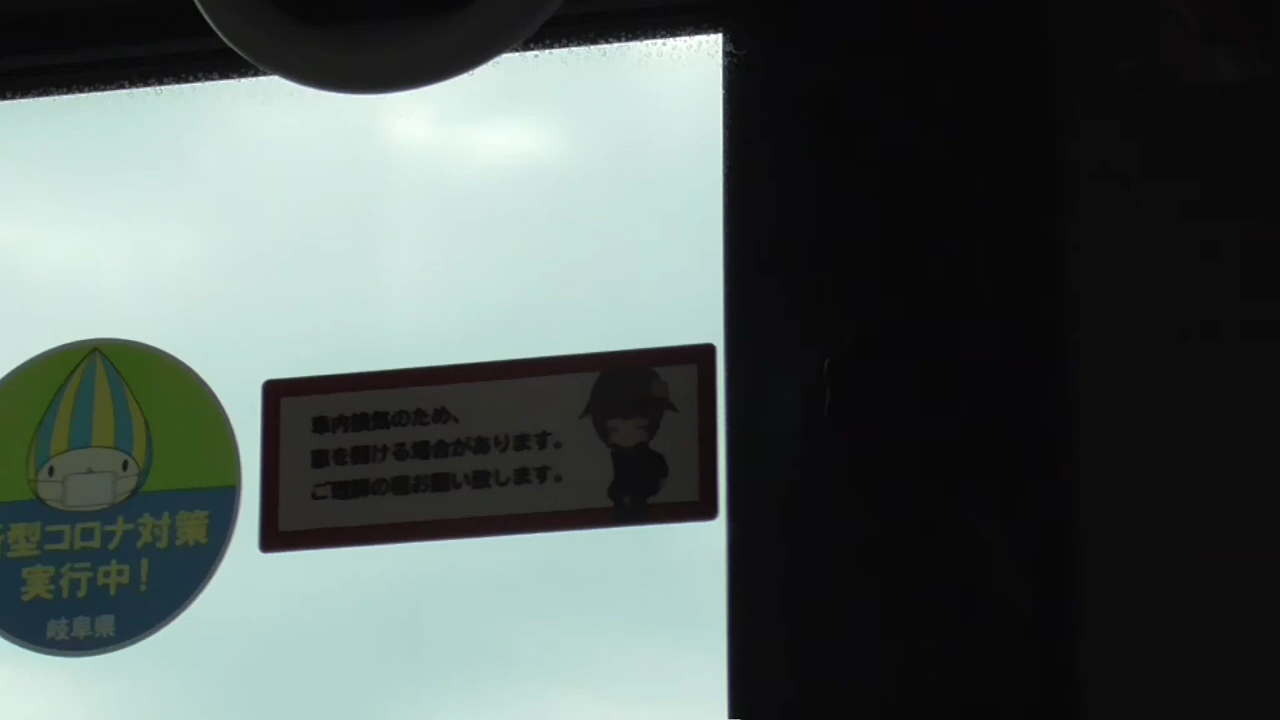 型コロナ対策
実行中!
岐阜県
車内換気のため、
窓を開ける場合があります。
ご理解の程お願い致します。